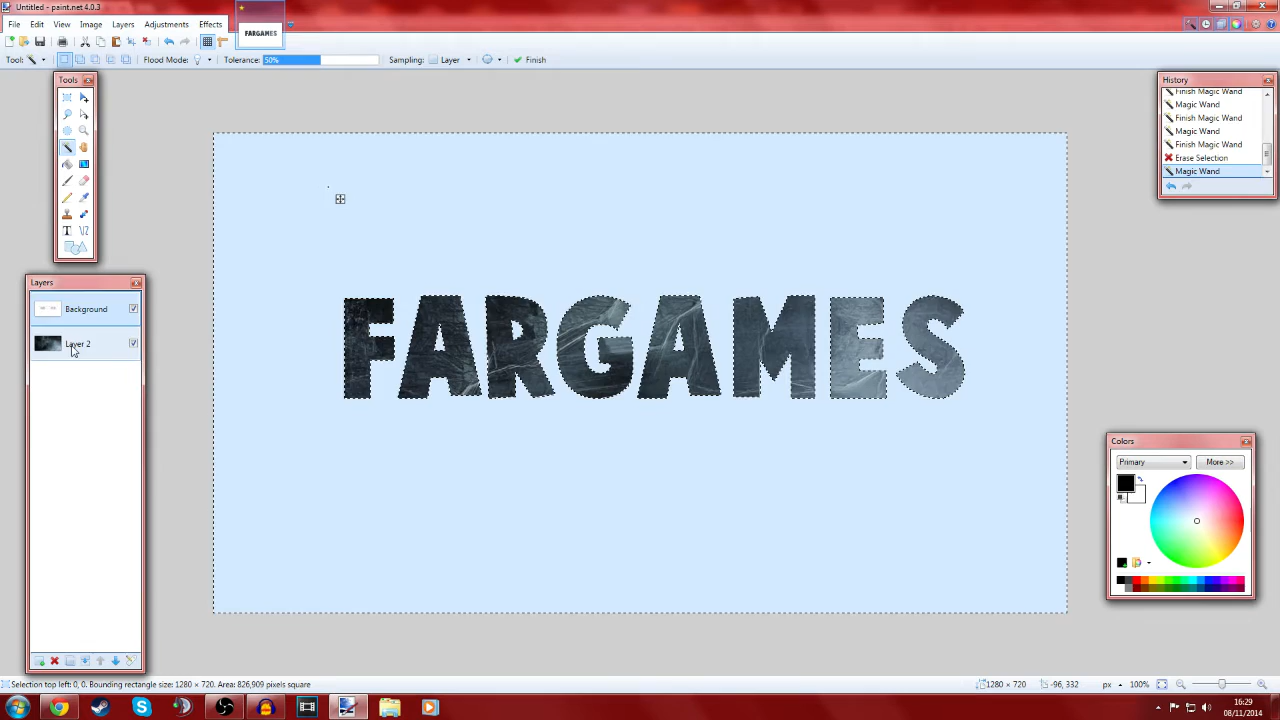 Untitled - paint.net 4.0.3
File Edit View Image Layers Adjustments Effects
FARGAMES
Tool: Flood Mode: Tolerance: 50% Sampling: Layer Finish
Tools
History
Finish Magic Wand
Magic Wand
Finish Magic Wand
Magic Wand
Finish Magic Wand
Erase Selection
Magic Wand
Layers
Background
Layer 2
FARGAMES
Colors
Primary More >>
Selection top left: 0, 0. Bounding rectangle size: 1280 × 720. Area: 826,909 pixels square
1280 × 720 -96, 332 px 100%
16:29
08/11/2014